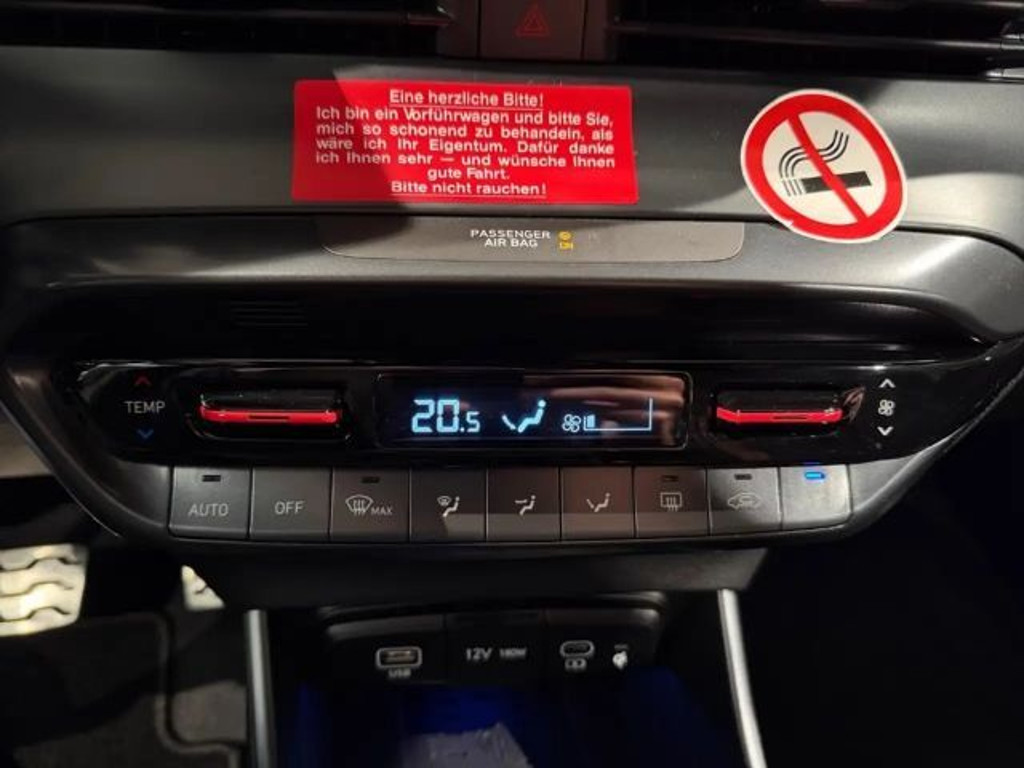 Eine herzliche Bitte!
Ich bin ein Vorführwagen und bitte Sie,
mich so schonend zu behandeln, als
wäre ich Ihr Eigentum. Dafür danke
ich Ihnen sehr — und wünsche Ihnen
gute Fahrt.
Bitte nicht rauchen!
PASSENGER
AIR BAG ON
TEMP
20.5
AUTO OFF MAX
USB 12V 180W